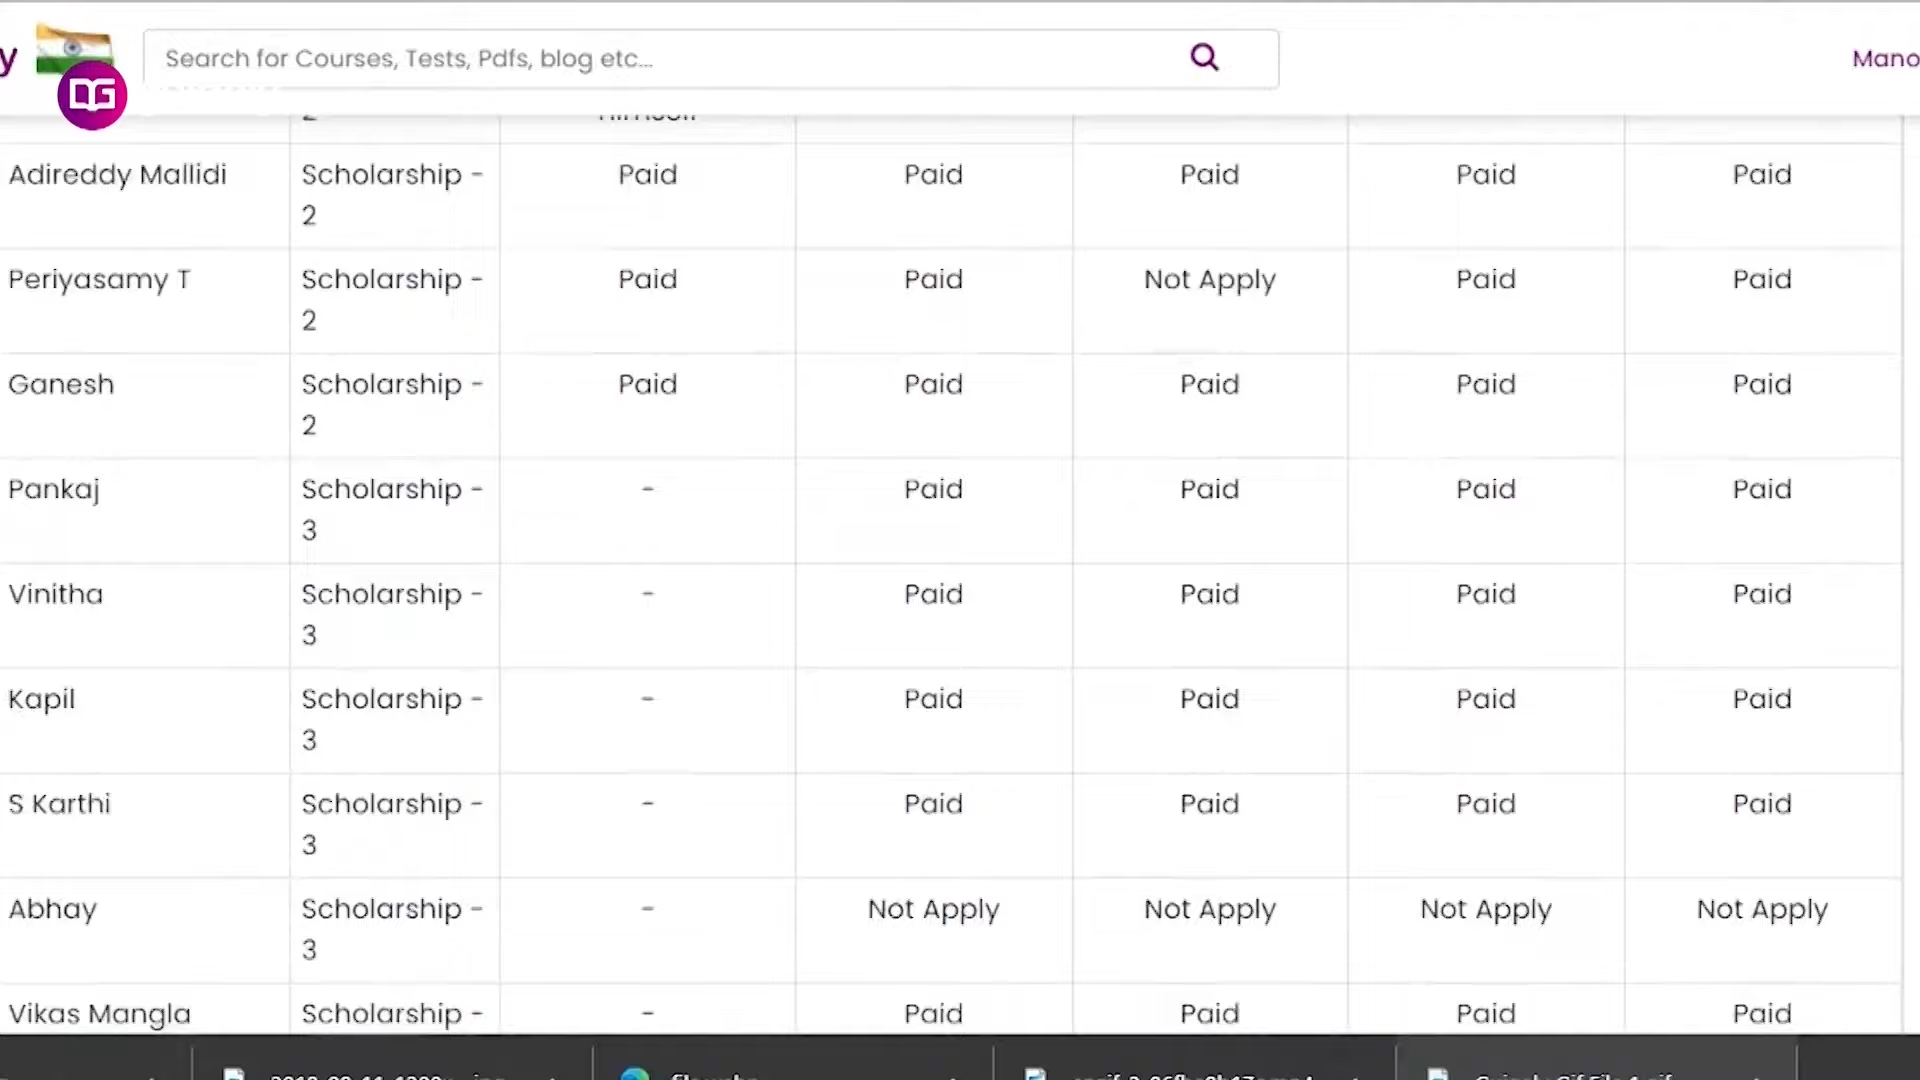 y
Search for Courses, Tests, Pdfs, blog etc...
Mano
DG
2
Adireddy Mallidi
Scholarship -
2
Paid
Paid
Paid
Paid
Paid
Periyasamy T
Scholarship -
2
Paid
Paid
Not Apply
Paid
Paid
Ganesh
Scholarship -
2
Paid
Paid
Paid
Paid
Paid
Pankaj
Scholarship -
3
-
Paid
Paid
Paid
Paid
Vinitha
Scholarship -
3
-
Paid
Paid
Paid
Paid
Kapil
Scholarship -
3
-
Paid
Paid
Paid
Paid
S Karthi
Scholarship -
3
-
Paid
Paid
Paid
Paid
Abhay
Scholarship -
3
-
Not Apply
Not Apply
Not Apply
Not Apply
Vikas Mangla
Scholarship -
-
Paid
Paid
Paid
Paid